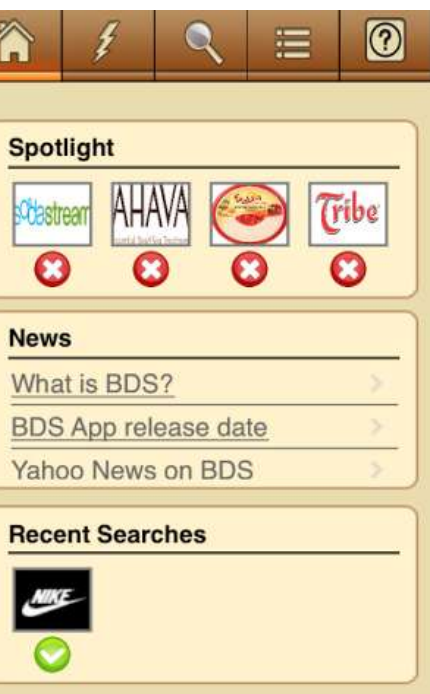 ?
Spotlight
sodastream AHAVA Tribe
News
What is BDS?
BDS App release date
Yahoo News on BDS
Recent Searches
NIKE